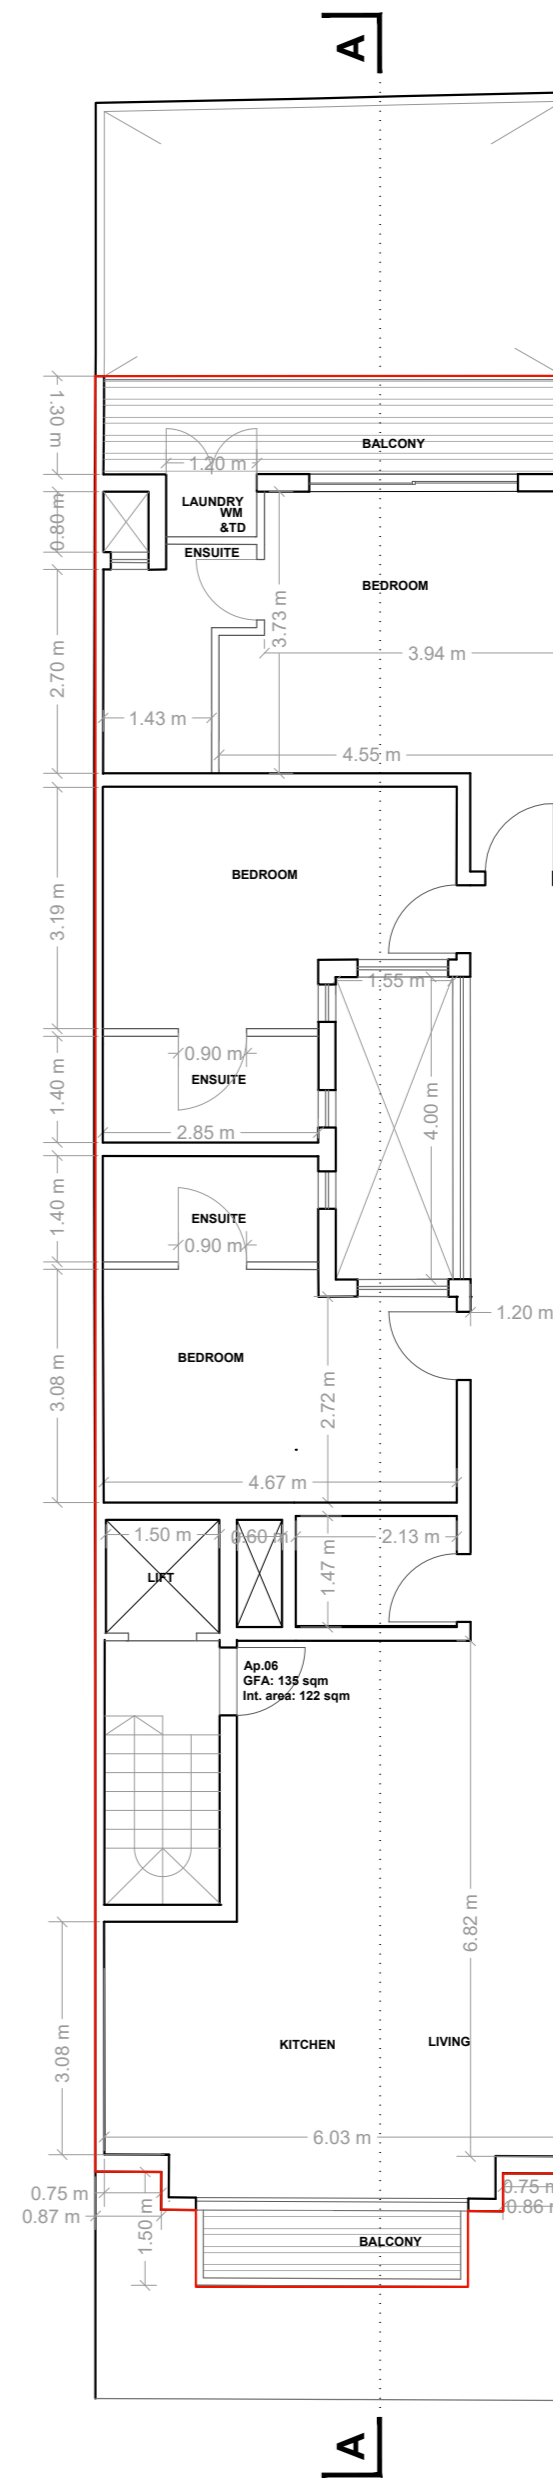 A
1.30 m
BALCONY
1.20 m
0.80m
LAUNDRY
WM
&TD
ENSUITE
BEDROOM
3.73 m
2.70 m
3.94 m
1.43 m
4.55 m
BEDROOM
3.19 m
1.55 m
0.90 m
ENSUITE
1.40 m
4.00 m
2.85 m
1.40 m
ENSUITE
0.90 m
1.20 m
BEDROOM
3.08 m
2.72 m
4.67 m
1.50 m
0.60 m
2.13 m
1.47 m
LIFT
Ap.06
GFA: 135 sqm
Int. area: 122 sqm
6.82 m
3.08 m
KITCHEN
LIVING
6.03 m
0.75 m
0.75 m
0.87 m
0.86 m
1.50 m
BALCONY
A